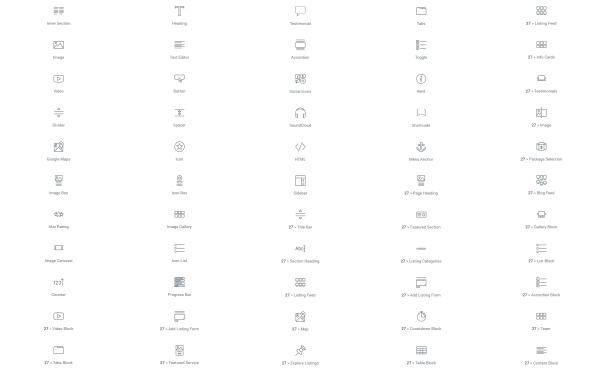 Inner Section
Heading
Testimonial
Tabs
27 > Listing Feed
Image
Text Editor
Accordion
Toggle
27 > Info Cards
Video
Button
Social Icons
Alert
27 > Testimonials
Divider
Spacer
SoundCloud
Shortcode
27 > Image
Google Maps
Icon
HTML
Menu Anchor
27 > Package Selection
Image Box
Icon Box
Sidebar
27 > Page Heading
27 > Blog Feed
Star Rating
Image Gallery
27 > Title Bar
27 > Featured Section
27 > Gallery Block
Image Carousel
Icon List
27 > Section Heading
27 > Listing Categories
27 > List Block
Counter
Progress Bar
27 > Listing Feed
27 > Add Listing Form
27 > Accordion Block
27 > Video Block
27 > Add Listing Form
27 > Map
27 > Countdown Block
27 > Team
27 > Tabs Block
27 > Featured Service
27 > Explore Listings
27 > Table Block
27 > Content Block